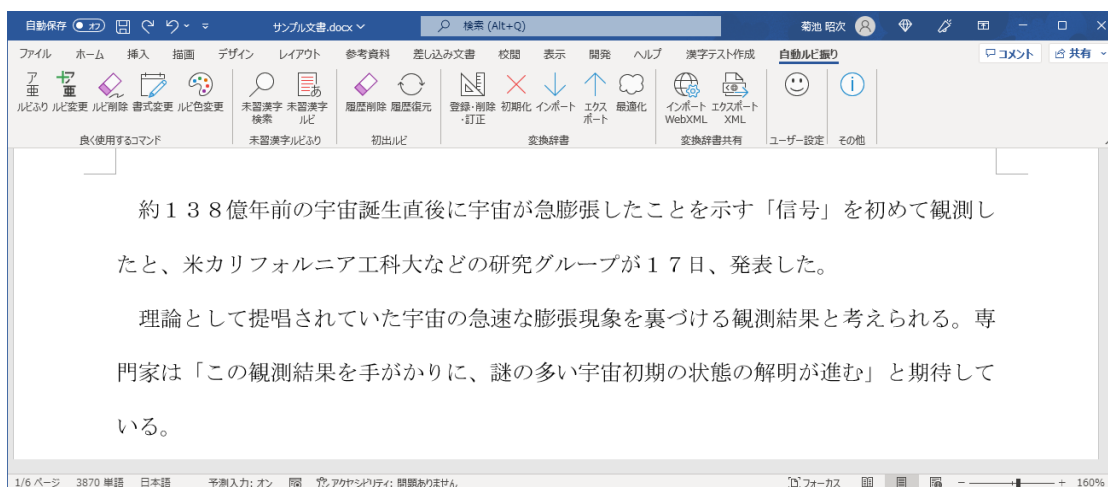 自動保存 オフ サンプル文書.docx 検索 (Alt+Q) 菊池 昭次
ファイル ホーム 挿入 描画 デザイン レイアウト 参考資料 差し込み文書 校閲 表示 開発 ヘルプ 漢字テスト作成 自動ルビ振り コメント 共有
ア亜 ア亜
ルビふり ルビ変更 ルビ削除 書式変更 ルビ色変更 未習漢字検索 未習漢字ルビ 履歴削除 履歴復元 登録・削除・訂正 初期化 インポート エクスポート 最適化 インポートWebXML エクスポートXML
良く使用するコマンド 未習漢字ルビふり 初出ルビ 変換辞書 変換辞書共有 ユーザー設定 その他
約138億年前の宇宙誕生直後に宇宙が急膨張したことを示す「信号」を初めて観測し
たと、米カリフォルニア工科大などの研究グループが17日、発表した。
理論として提唱されていた宇宙の急速な膨張現象を裏づける観測結果と考えられる。専
門家は「この観測結果を手がかりに、謎の多い宇宙初期の状態の解明が進む」と期待して
いる。
1/6 ページ 3870 単語 日本語 予測入力: オン アクセシビリティ: 問題ありません フォーカス 160%